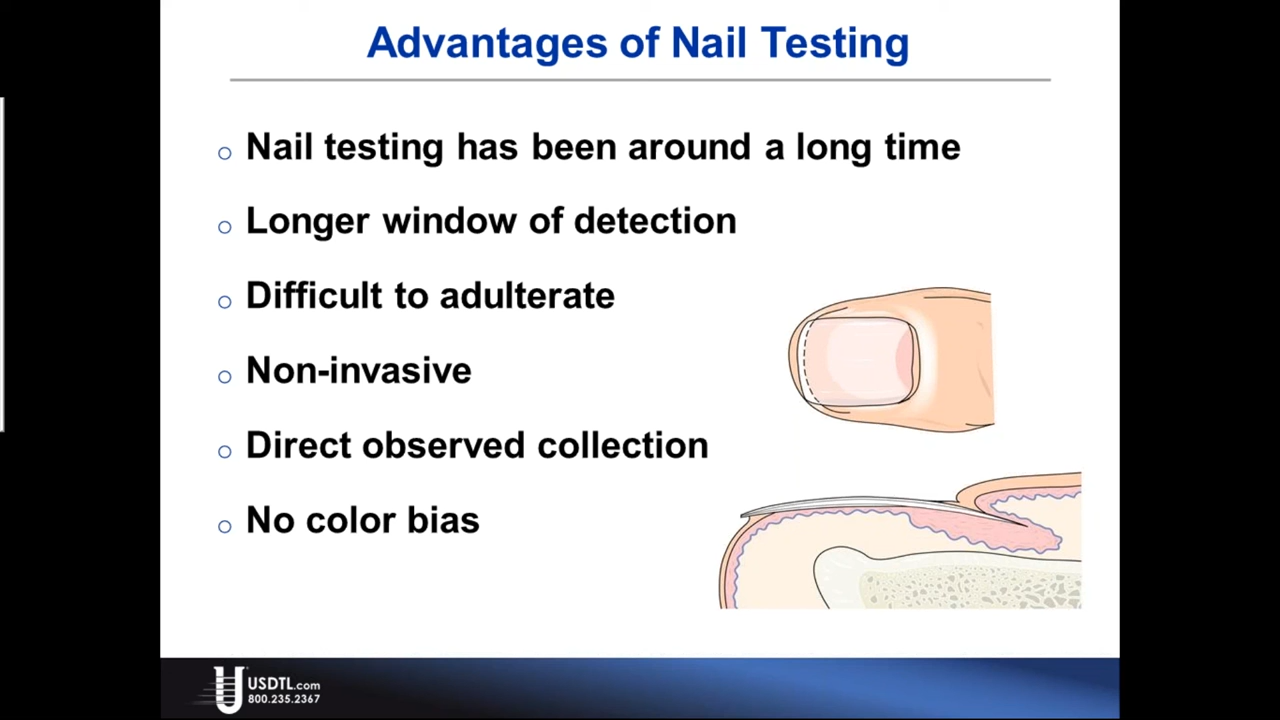 Advantages of Nail Testing
Nail testing has been around a long time
Longer window of detection
Difficult to adulterate
Non-invasive
Direct observed collection
No color bias
USDTL.com
800.235.2367